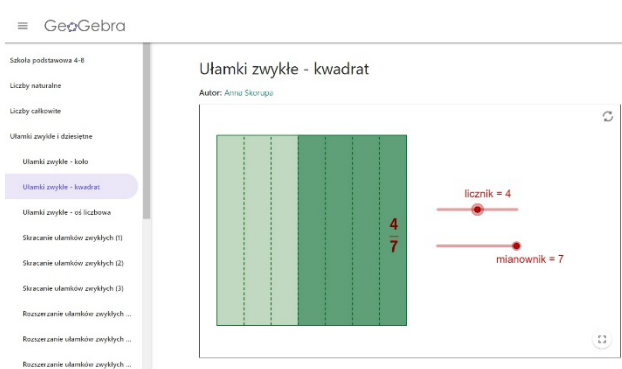 GeoGebra
Szkoła podstawowa 4-8
Liczby naturalne
Liczby całkowite
Ułamki zwykłe i dziesiętne
Ułamki zwykłe - koło
Ułamki zwykłe - kwadrat
Ułamki zwykłe - oś liczbowa
Skracanie ułamków zwykłych (1)
Skracanie ułamków zwykłych (2)
Skracanie ułamków zwykłych (3)
Rozszerzanie ułamków zwykłych ...
Rozszerzanie ułamków zwykłych ...
Rozszerzanie ułamków zwykłych ...
Ułamki zwykłe - kwadrat
Autor: Anna Skorupa
4
7
licznik = 4
mianownik = 7